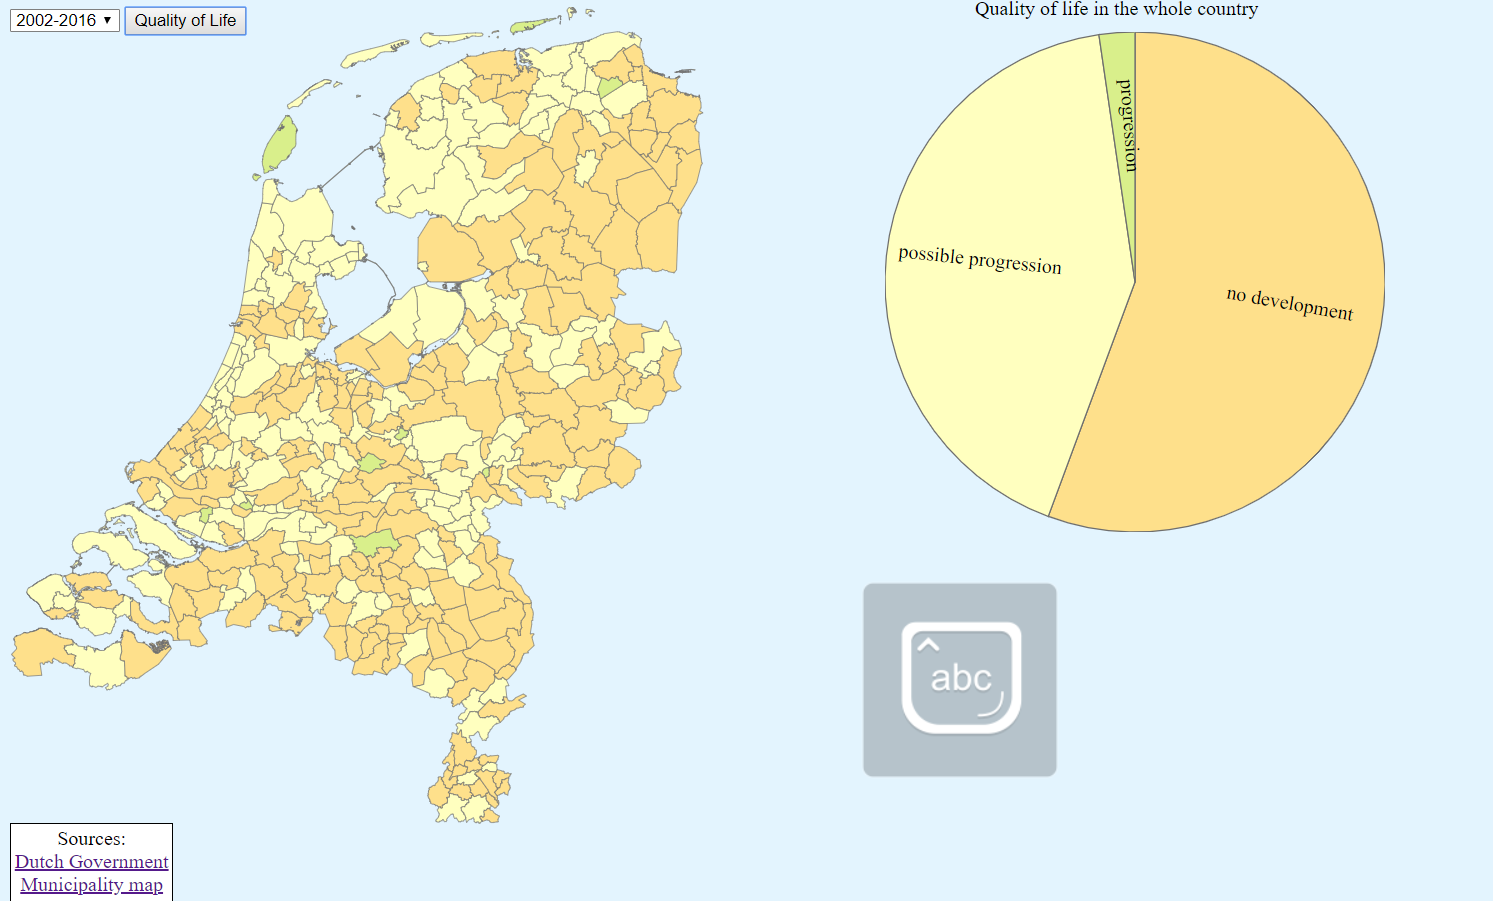 2002-2016
Quality of Life
Quality of life in the whole country
progression
possible progression
no development
abc
Sources:
Dutch Government
Municipality map